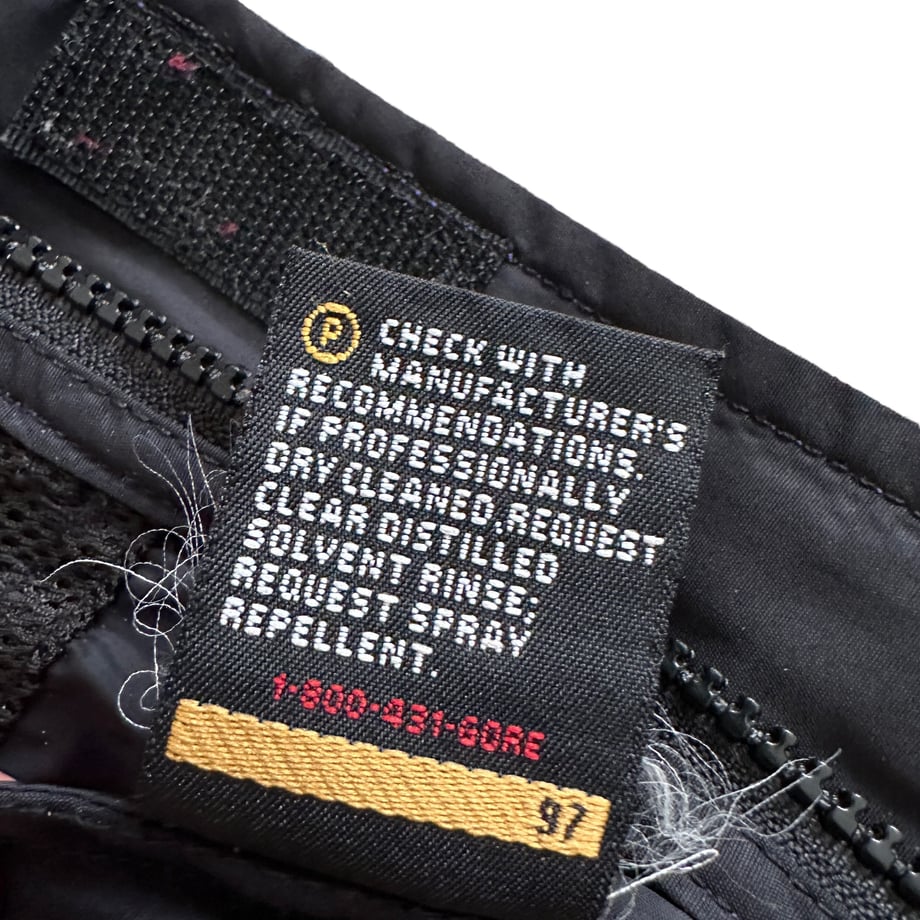 P CHECK WITH
MANUFACTURER'S
RECOMMENDATIONS.
IF PROFESSIONALLY
DRY CLEANED, REQUEST
CLEAR DISTILLED
SOLVENT RINSE;
REQUEST SPRAY
REPELLENT.
1-800-431-GORE
97